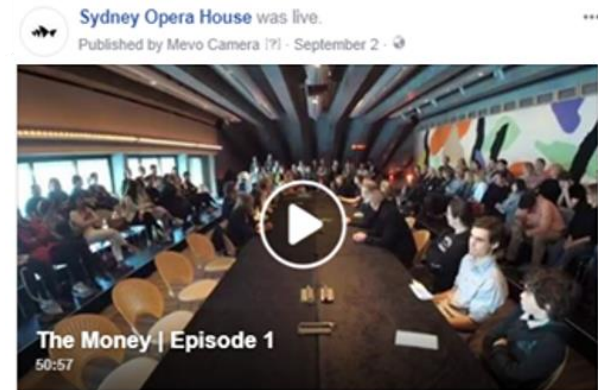 Sydney Opera House was live.
Published by Mevo Camera [?] · September 2 ·
The Money | Episode 1
50:57